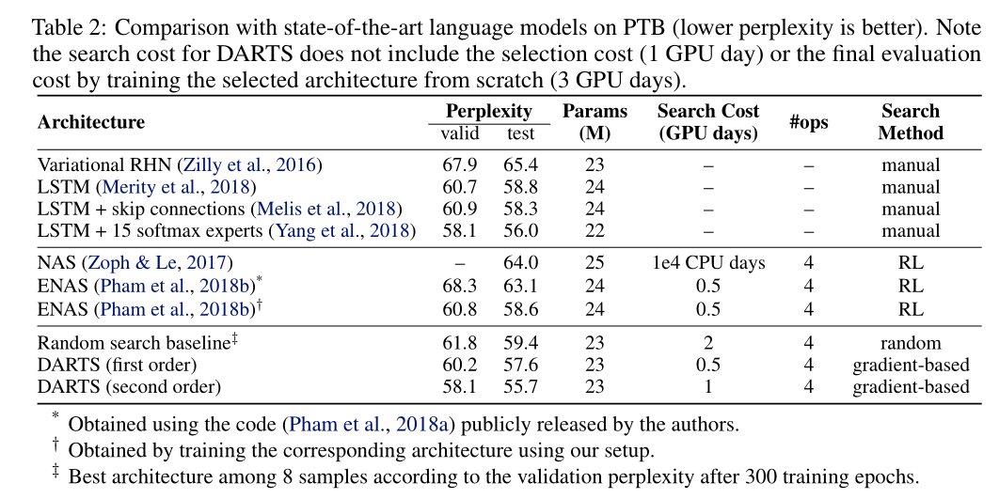 Table 2: Comparison with state-of-the-art language models on PTB (lower perplexity is better). Note
the search cost for DARTS does not include the selection cost (1 GPU day) or the final evaluation
cost by training the selected architecture from scratch (3 GPU days).
Architecture Perplexity Params Search Cost #ops Search
valid test (M) (GPU days) Method
Variational RHN (Zilly et al., 2016) 67.9 65.4 23 – – manual
LSTM (Merity et al., 2018) 60.7 58.8 24 – – manual
LSTM + skip connections (Melis et al., 2018) 60.9 58.3 24 – – manual
LSTM + 15 softmax experts (Yang et al., 2018) 58.1 56.0 22 – – manual
NAS (Zoph & Le, 2017) – 64.0 25 1e4 CPU days 4 RL
ENAS (Pham et al., 2018b)* 68.3 63.1 24 0.5 4 RL
ENAS (Pham et al., 2018b)† 60.8 58.6 24 0.5 4 RL
Random search baseline‡ 61.8 59.4 23 2 4 random
DARTS (first order) 60.2 57.6 23 0.5 4 gradient-based
DARTS (second order) 58.1 55.7 23 1 4 gradient-based
* Obtained using the code (Pham et al., 2018a) publicly released by the authors.
† Obtained by training the corresponding architecture using our setup.
‡ Best architecture among 8 samples according to the validation perplexity after 300 training epochs.